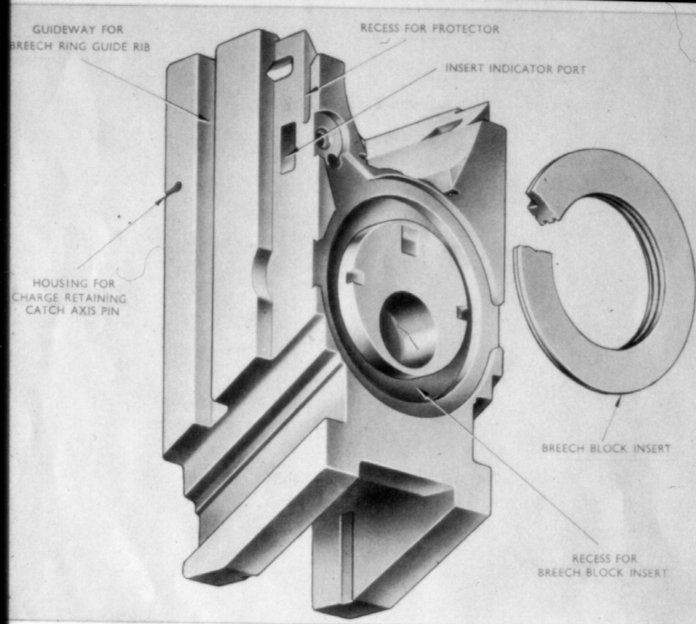 GUIDEWAY FOR
BREECH RING GUIDE RIB
RECESS FOR PROTECTOR
INSERT INDICATOR PORT
HOUSING FOR
CHARGE RETAINING
CATCH AXIS PIN
BREECH BLOCK INSERT
RECESS FOR
BREECH BLOCK INSERT